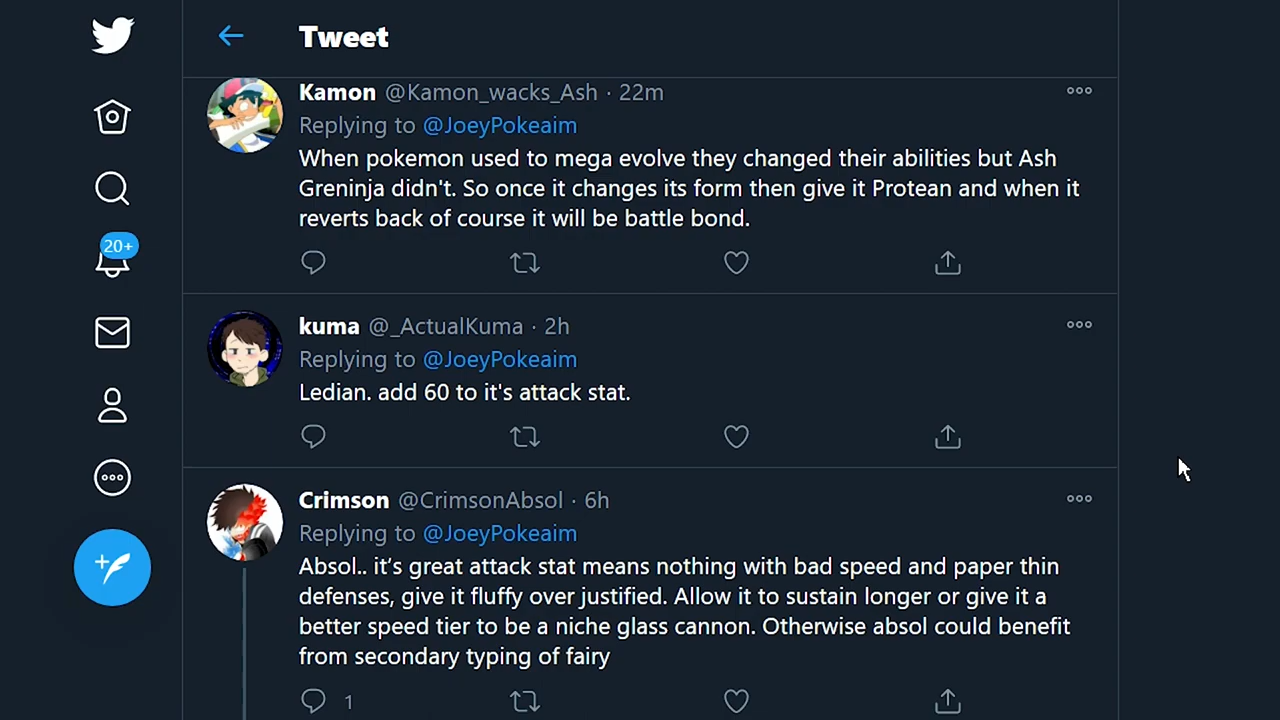 Tweet
Kamon @Kamon_wacks_Ash · 22m
Replying to @JoeyPokeaim
When pokemon used to mega evolve they changed their abilities but Ash
Greninja didn't. So once it changes its form then give it Protean and when it
reverts back of course it will be battle bond.
20+
kuma @_ActualKuma · 2h
Replying to @JoeyPokeaim
Ledian. add 60 to it's attack stat.
Crimson @CrimsonAbsol · 6h
Replying to @JoeyPokeaim
Absol.. it’s great attack stat means nothing with bad speed and paper thin
defenses, give it fluffy over justified. Allow it to sustain longer or give it a
better speed tier to be a niche glass cannon. Otherwise absol could benefit
from secondary typing of fairy
1